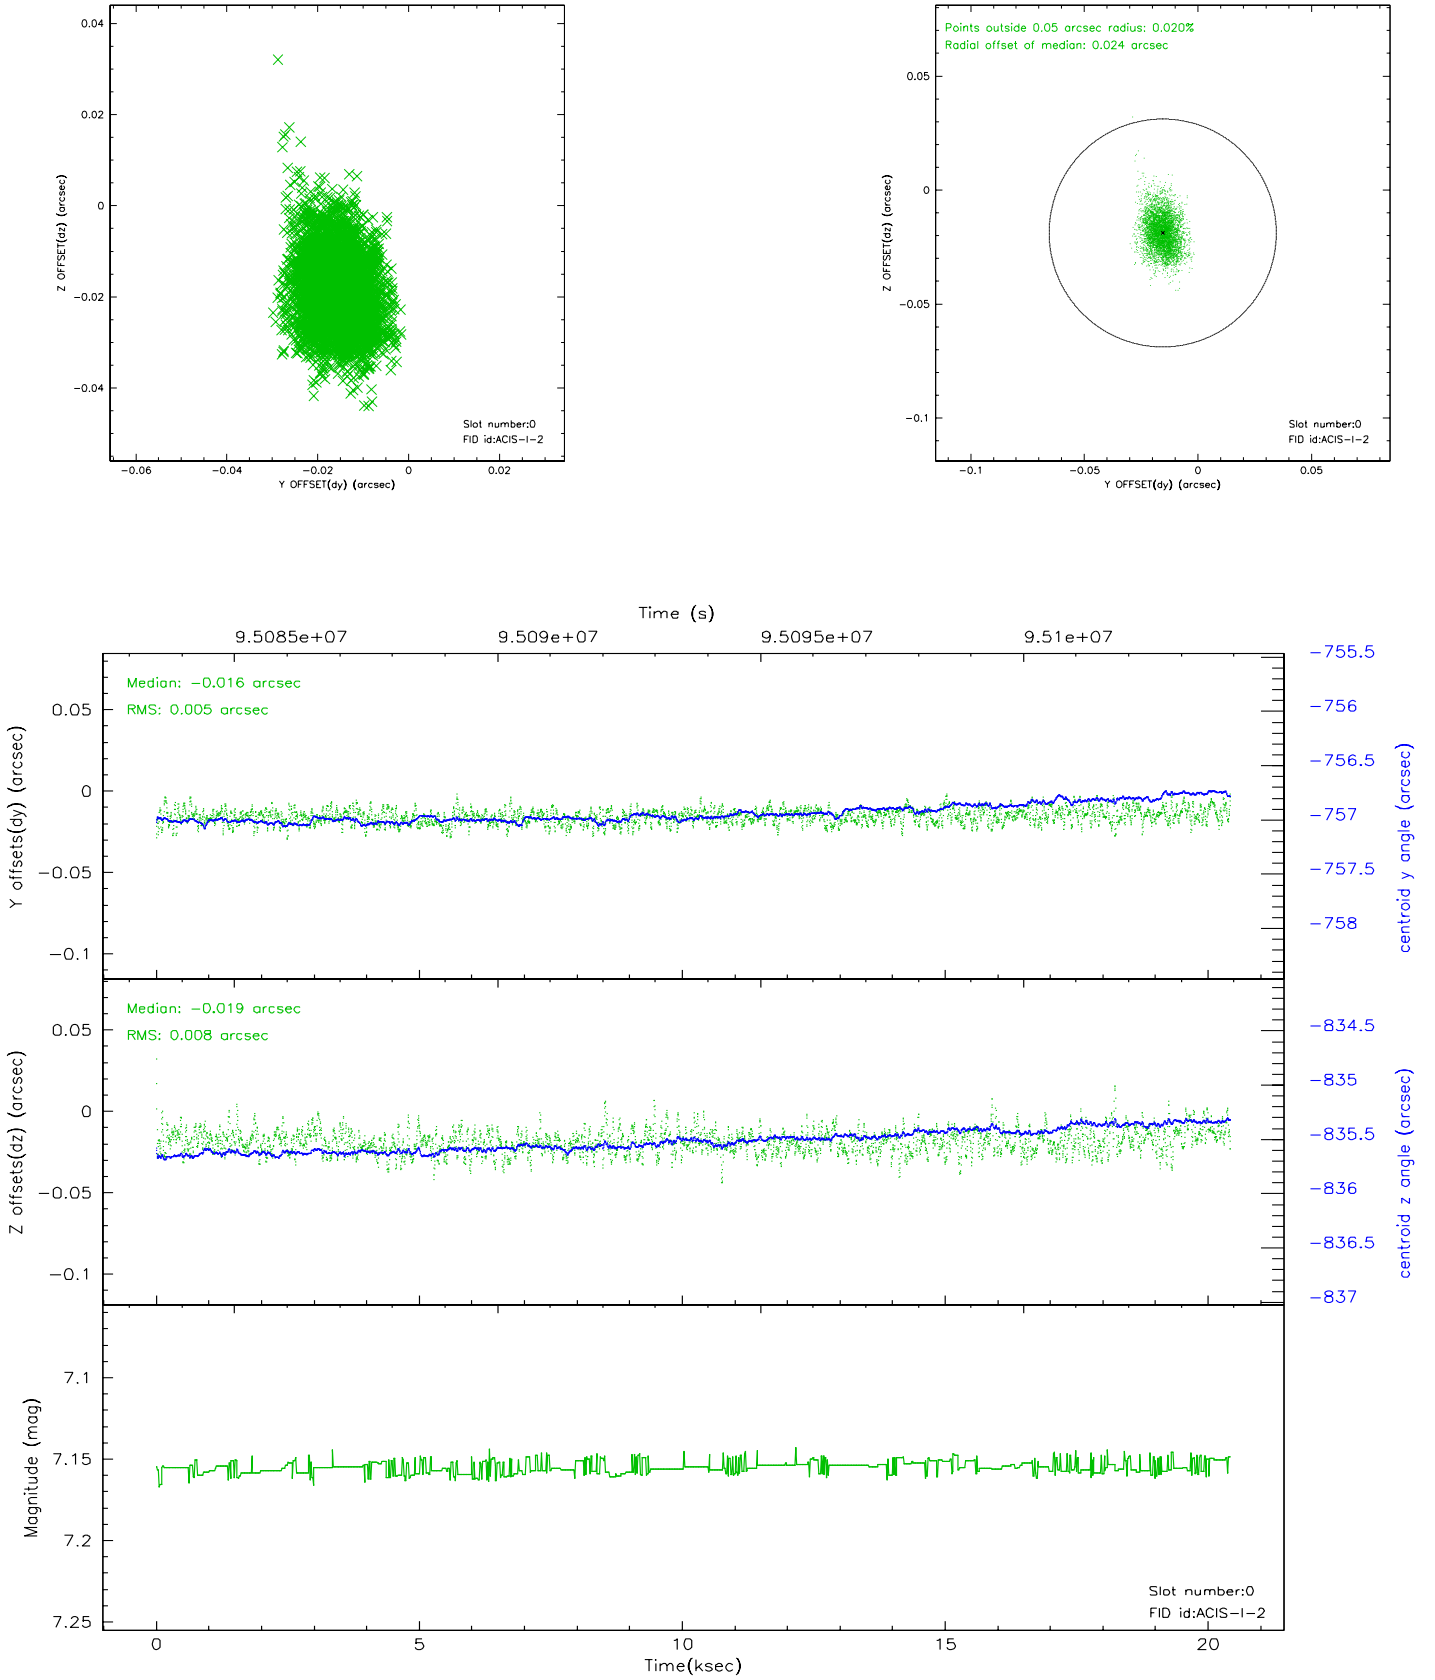 0.04
0.02
0
−0.02
−0.04
Z OFFSET(dz) (arcsec)
−0.06 −0.04 −0.02 0 0.02
Y OFFSET(dy) (arcsec)
Slot number:0
FID id:ACIS−I−2
Points outside 0.05 arcsec radius: 0.020%
Radial offset of median: 0.024 arcsec
0.05
0
−0.05
−0.1
Z OFFSET(dz) (arcsec)
−0.1 −0.05 0 0.05
Y OFFSET(dy) (arcsec)
Slot number:0
FID id:ACIS−I−2
Time (s)
9.5085e+07 9.509e+07 9.5095e+07 9.51e+07
Median: −0.016 arcsec
RMS: 0.005 arcsec
0.05
0
−0.05
−0.1
Y offsets(dy) (arcsec)
−755.5
−756
−756.5
−757
−757.5
−758
centroid y angle (arcsec)
Median: −0.019 arcsec
RMS: 0.008 arcsec
0.05
0
−0.05
−0.1
Z offsets(dz) (arcsec)
−834.5
−835
−835.5
−836
−836.5
−837
centroid z angle (arcsec)
7.1
7.15
7.2
7.25
Magnitude (mag)
Slot number:0
FID id:ACIS−I−2
0 5 10 15 20
Time(ksec)